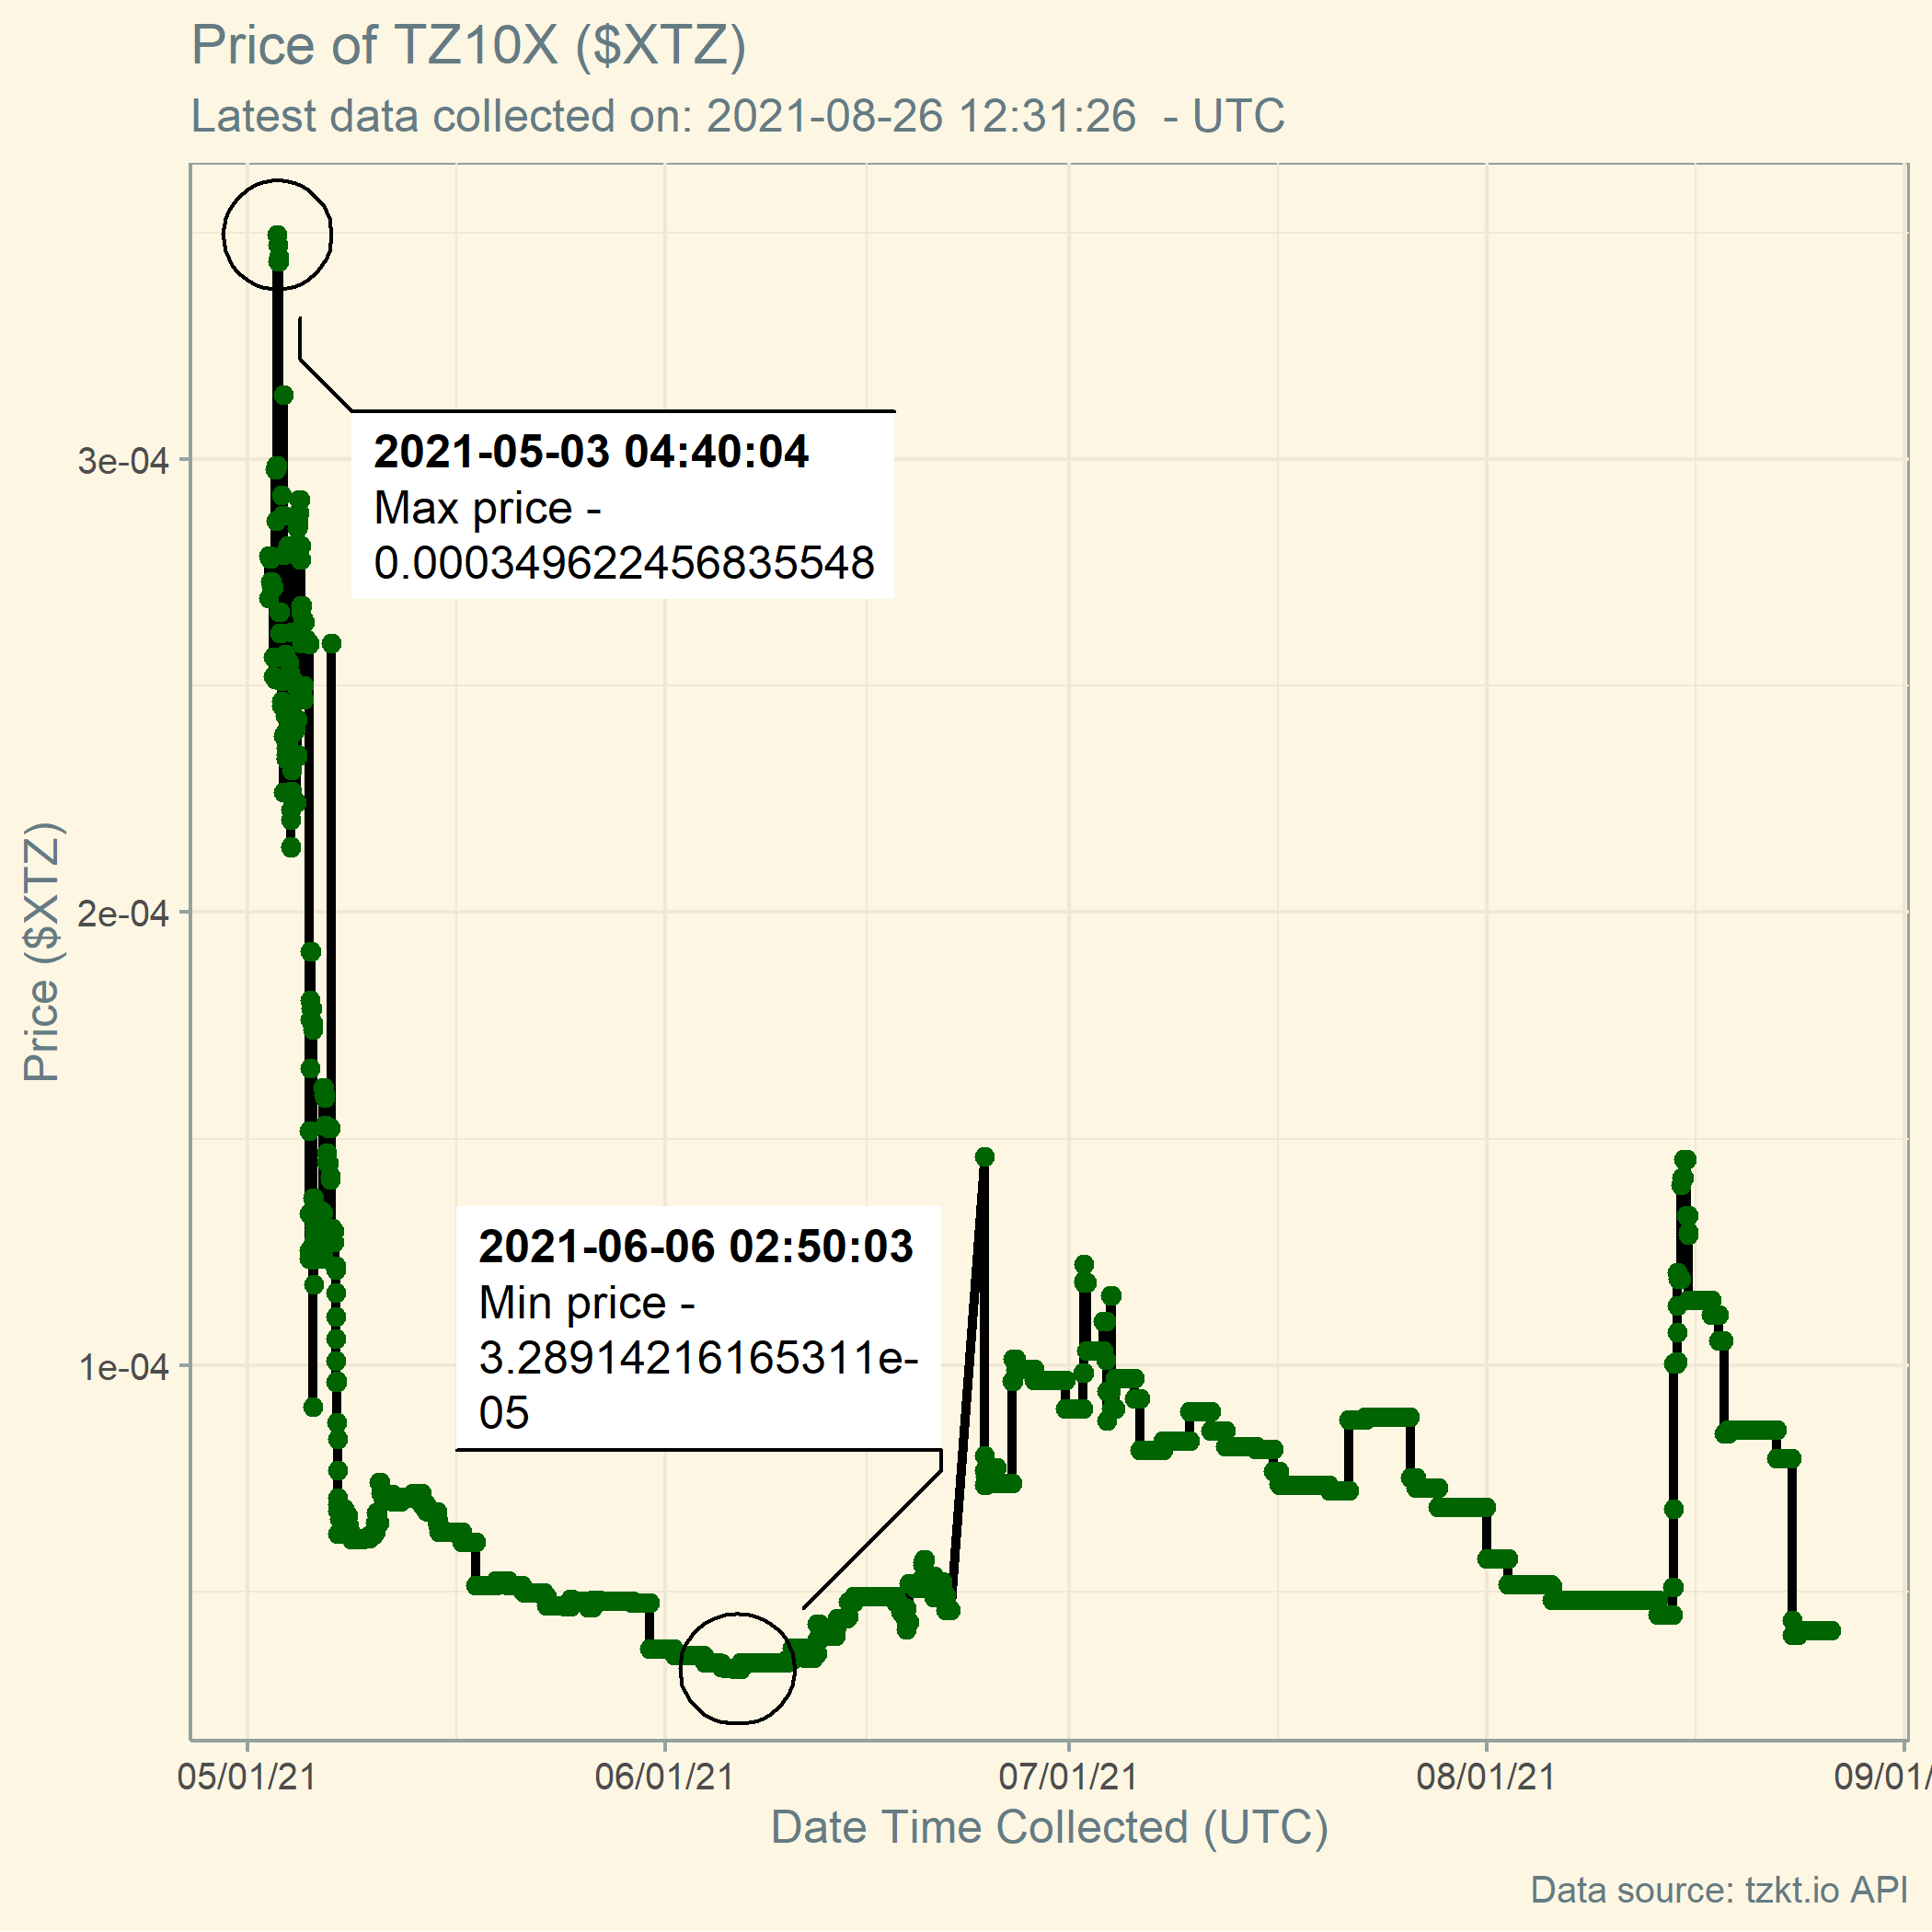 Price of TZ10X ($XTZ)
Latest data collected on: 2021-08-26 12:31:26  - UTC
2021-05-03 04:40:04
Max price -
0.000349622456835548
3e-04
2e-04
Price ($XTZ)
2021-06-06 02:50:03
Min price -
3.28914216165311e-
05
1e-04
05/01/21
06/01/21
07/01/21
08/01/21
09/01/
Date Time Collected (UTC)
Data source: tzkt.io API